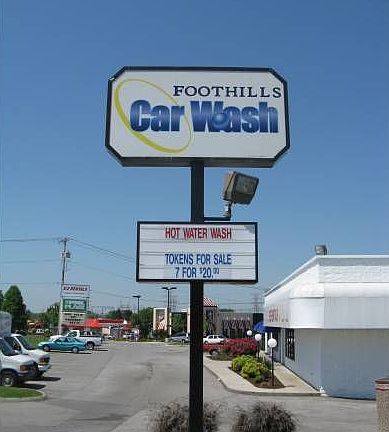 FOOTHILLS
Car Wash
HOT WATER WASH
TOKENS FOR SALE
7 FOR $20.00